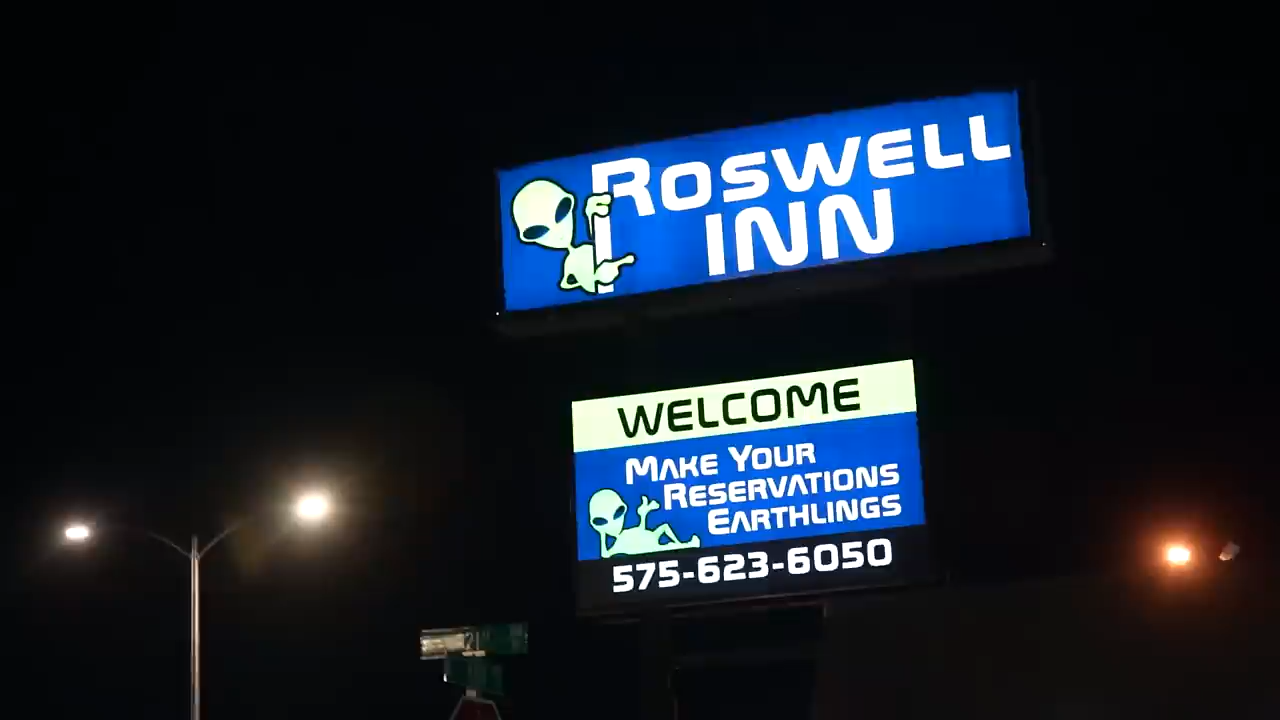 ROSWELL
INN
WELCOME
MAKE YOUR
RESERVATIONS
EARTHLINGS
575-623-6050